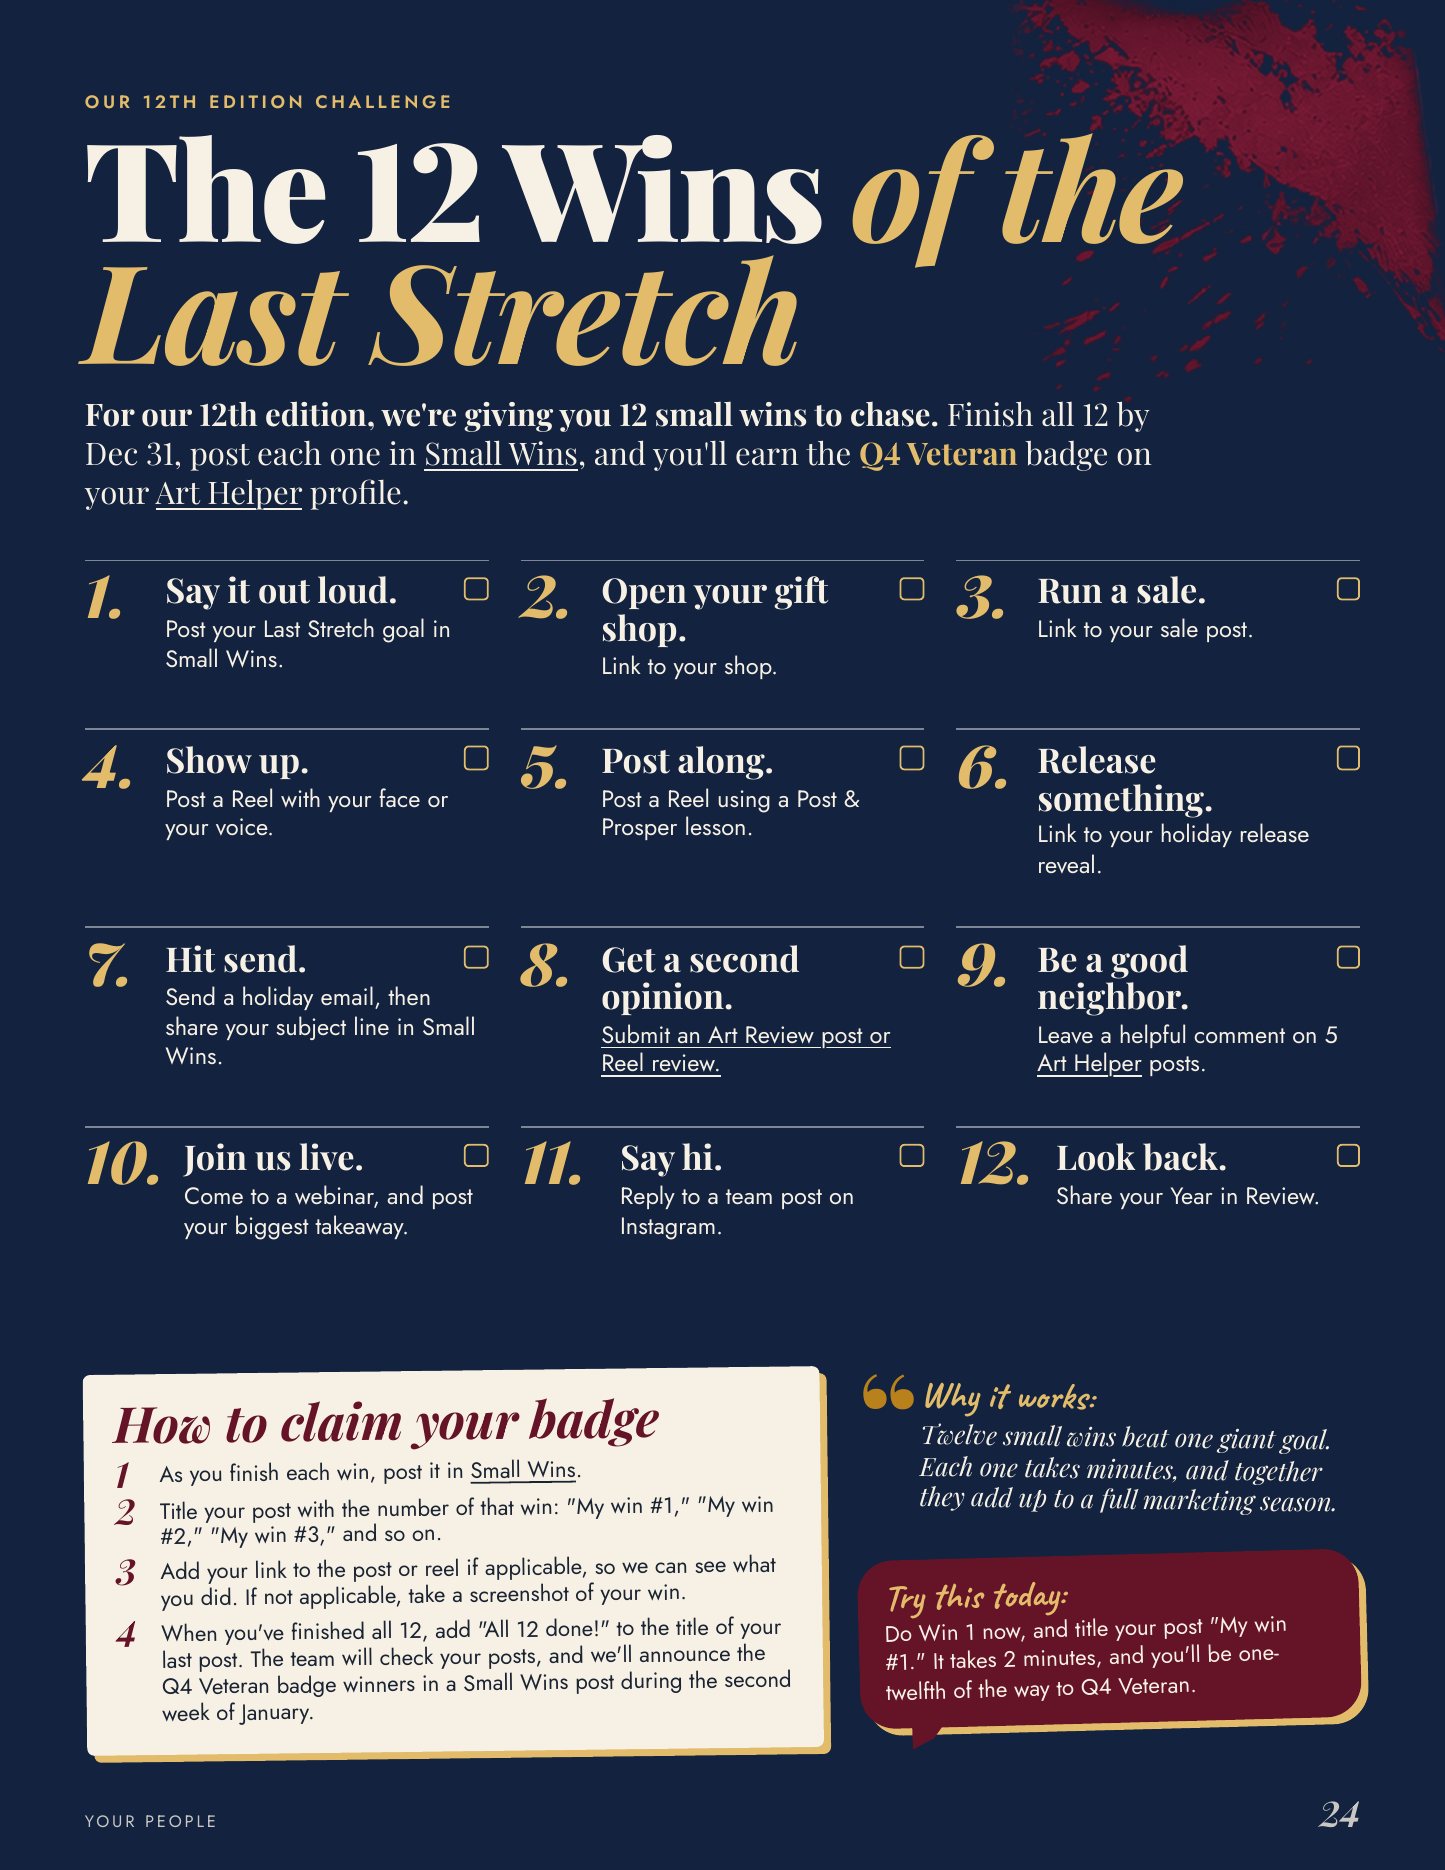 OUR 12TH EDITION CHALLENGE
The 12 Wins of the
Last Stretch
For our 12th edition, we're giving you 12 small wins to chase. Finish all 12 by
Dec 31, post each one in Small Wins, and you'll earn the Q4 Veteran badge on
your Art Helper profile.
1.
Say it out loud.
Post your Last Stretch goal in
Small Wins.
2.
Open your gift
shop.
Link to your shop.
3.
Run a sale.
Link to your sale post.
4.
Show up.
Post a Reel with your face or
your voice.
5.
Post along.
Post a Reel using a Post &
Prosper lesson.
6.
Release
something.
Link to your holiday release
reveal.
7.
Hit send.
Send a holiday email, then
share your subject line in Small
Wins.
8.
Get a second
opinion.
Submit an Art Review post or
Reel review.
9.
Be a good
neighbor.
Leave a helpful comment on 5
Art Helper posts.
10.
Join us live.
Come to a webinar, and post
your biggest takeaway.
11.
Say hi.
Reply to a team post on
Instagram.
12.
Look back.
Share your Year in Review.
How to claim your badge
1 As you finish each win, post it in Small Wins.
2 Title your post with the number of that win: "My win #1," "My win
#2," "My win #3," and so on.
3 Add your link to the post or reel if applicable, so we can see what
you did. If not applicable, take a screenshot of your win.
4 When you've finished all 12, add "All 12 done!" to the title of your
last post. The team will check your posts, and we'll announce the
Q4 Veteran badge winners in a Small Wins post during the second
week of January.
“ Why it works:
Twelve small wins beat one giant goal.
Each one takes minutes, and together
they add up to a full marketing season.
Try this today:
Do Win 1 now, and title your post "My win
#1." It takes 2 minutes, and you'll be one-
twelfth of the way to Q4 Veteran.
YOUR PEOPLE
24